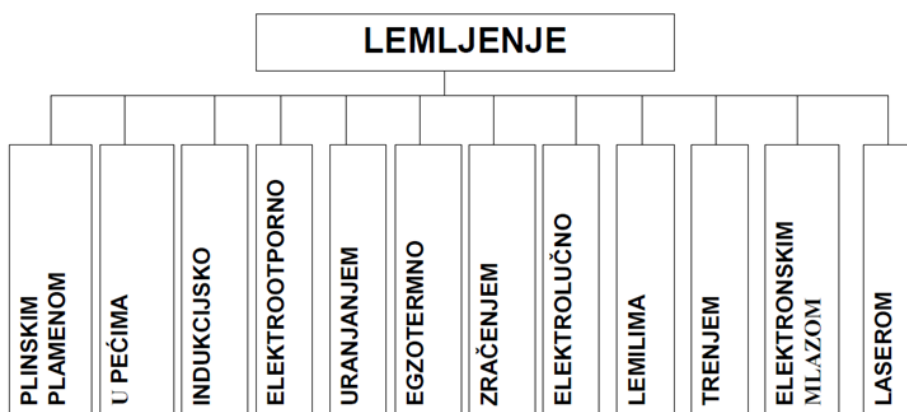 LEMLJENJE
PLINSKIM
PLAMENOM
U PEĆIMA
INDUKCIJSKO
ELEKTROOTPORNO
URANJANJEM
EGZOTERMNO
ZRAČENJEM
ELEKTROLUČNO
LEMILIMA
TRENJEM
ELEKTRONSKIM
MLAZOM
LASEROM